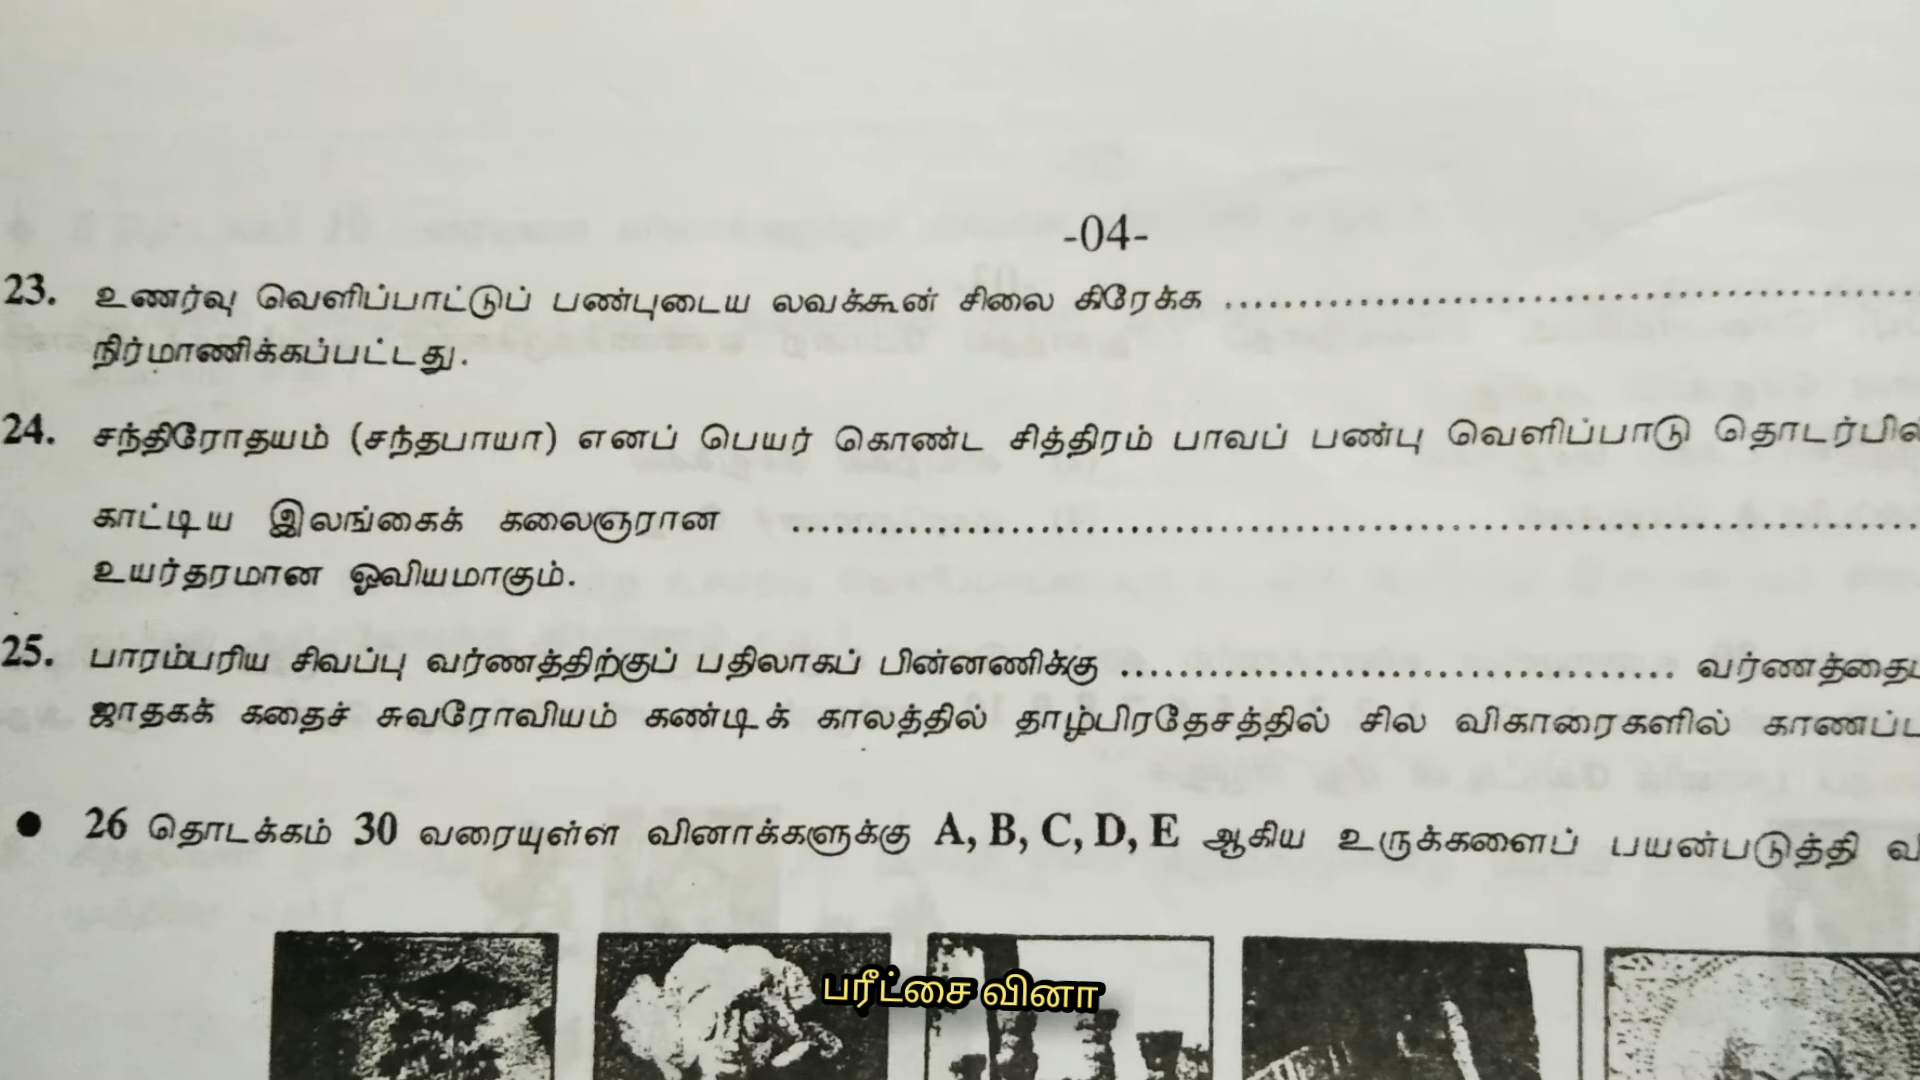 -04-
23. உணர்வு வெளிப்பாட்டுப் பண்புடைய லவக்கூன் சிலை கிரேக்க ........................................
நிர்மாணிக்கப்பட்டது.
24. சந்திரோதயம் (சந்தபாயா) எனப் பெயர் கொண்ட சித்திரம் பாவப் பண்பு வெளிப்பாடு
காட்டிய இலங்கைக் கலைஞரான ................................................................
உயர்தரமான ஓவியமாகும்.
25. பாரம்பரிய சிவப்பு வர்ணத்திற்குப் பதிலாகப் பின்னணிக்கு .................................... வர்ணத்தைப்
ஜாதகக் கதைச் சுவரோவியம் கண்டிக் காலத்தில் தாழ்பிரதேசத்தில் சில விகாரைகளில்
● 26 தொடக்கம் 30 வரையுள்ள வினாக்களுக்கு A, B, C, D, E ஆகிய உருக்களைப் பயன்படுத்தி
பரீட்சை வினா